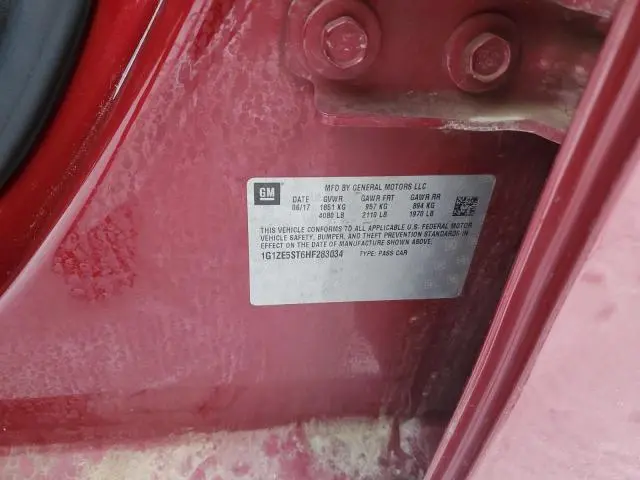 GM
MFD BY GENERAL MOTORS LLC
DATE GVWR GAWR FRT GAWR RR
06/17 1851 KG 957 KG 894 KG
4080 LB 2110 LB 1970 LB
THIS VEHICLE CONFORMS TO ALL APPLICABLE U.S. FEDERAL MOTOR
VEHICLE SAFETY, BUMPER, AND THEFT PREVENTION STANDARDS IN
EFFECT ON THE DATE OF MANUFACTURE SHOWN ABOVE.
1G1ZE5ST6HF283034 TYPE: PASS CAR